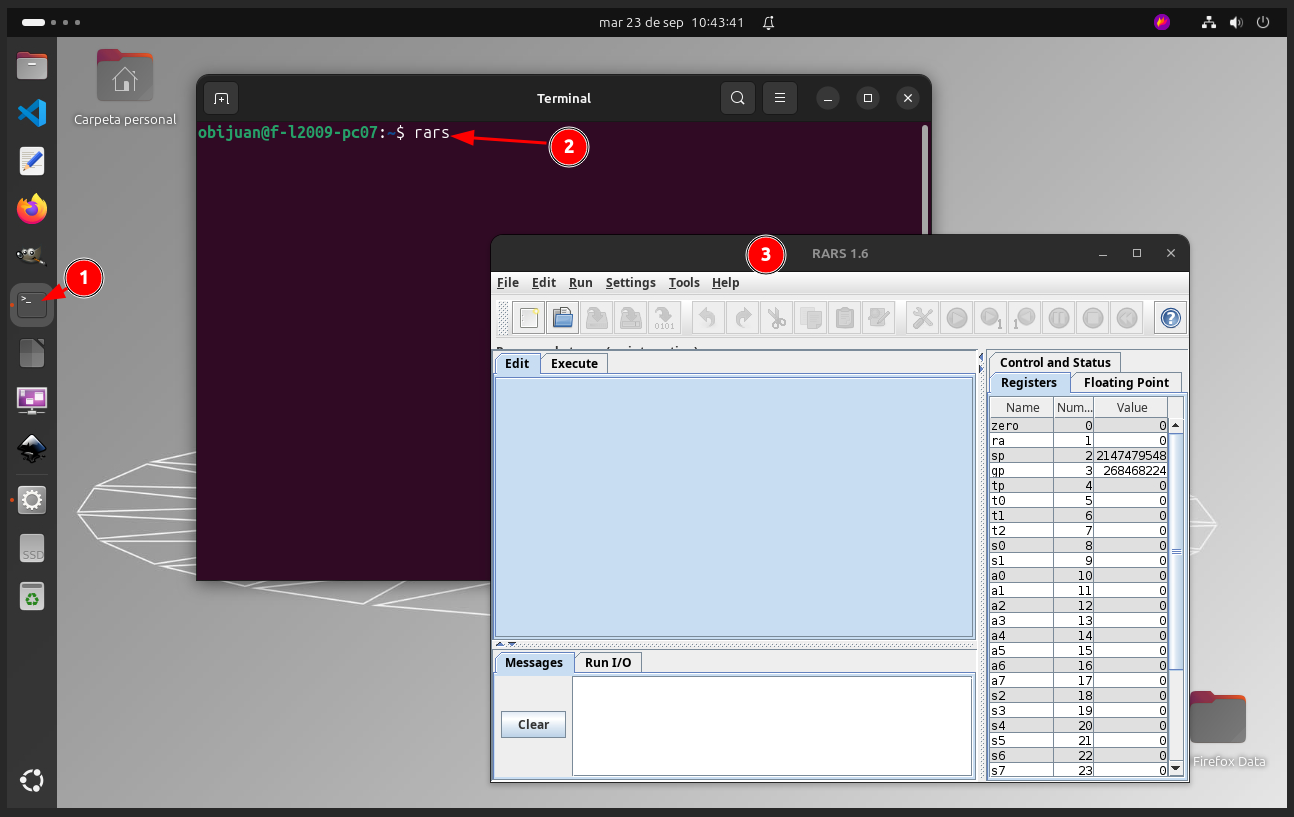 mar 23 de sep 10:43:41
Carpeta personal
Terminal
obijuan@f-l2009-pc07:~$ rars
1
2
3
RARS 1.6
File Edit Run Settings Tools Help
0101
1
1
Edit Execute
Control and Status
Registers Floating Point
Name Num... Value
zero 0 0
ra 1 0
sp 2 2147479548
gp 3 268468224
tp 4 0
t0 5 0
t1 6 0
t2 7 0
s0 8 0
s1 9 0
a0 10 0
a1 11 0
a2 12 0
a3 13 0
a4 14 0
a5 15 0
a6 16 0
a7 17 0
s2 18 0
s3 19 0
s4 20 0
s5 21 0
s6 22 0
s7 23 0
Messages Run I/O
Clear
SSD
Firefox Data